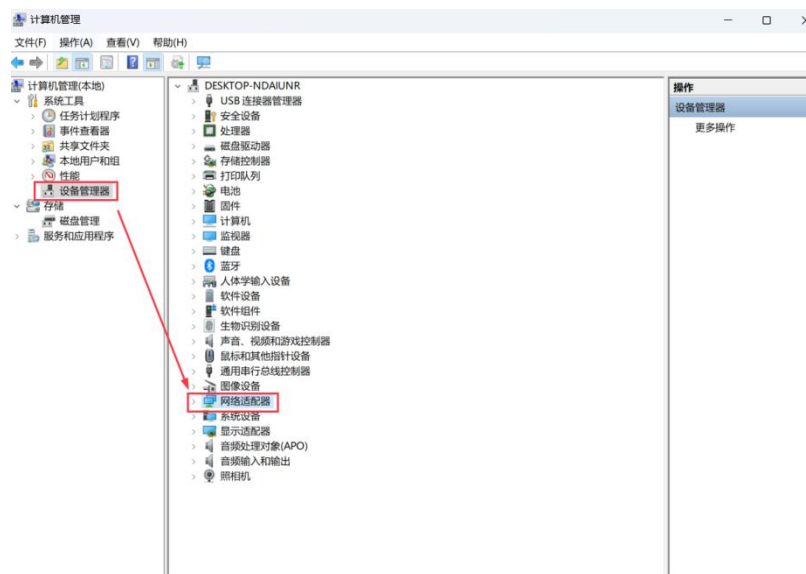 计算机管理
文件(F) 操作(A) 查看(V) 帮助(H)
计算机管理(本地)
系统工具
任务计划程序
事件查看器
共享文件夹
本地用户和组
性能
设备管理器
存储
磁盘管理
服务和应用程序
DESKTOP-NDAIUNR
USB 连接器管理器
安全设备
处理器
磁盘驱动器
存储控制器
打印队列
电池
固件
计算机
监视器
键盘
蓝牙
人体学输入设备
软件设备
软件组件
生物识别设备
声音、视频和游戏控制器
鼠标和其他指针设备
通用串行总线控制器
图像设备
网络适配器
系统设备
显示适配器
音频处理对象(APO)
音频输入和输出
照相机
操作
设备管理器
更多操作